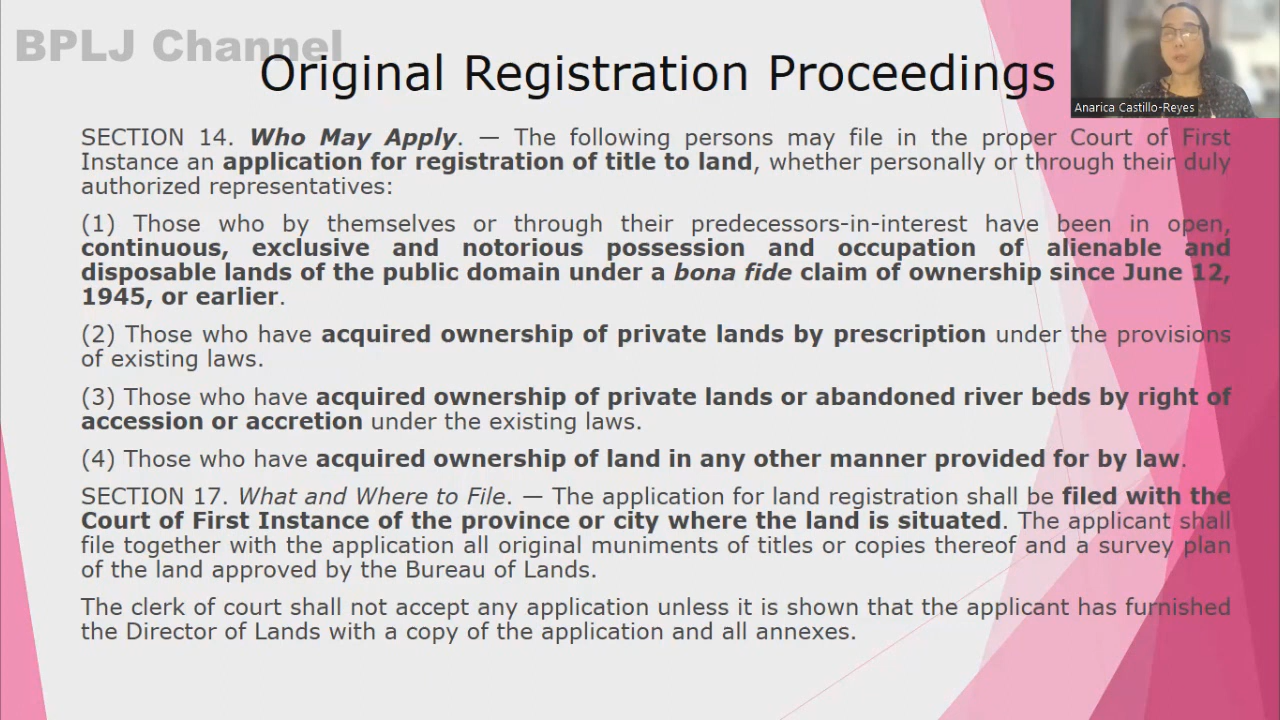 BPLJ Channel
Original Registration Proceedings
Anarica Castillo-Reyes
SECTION 14. Who May Apply. — The following persons may file in the proper Court of First
Instance an application for registration of title to land, whether personally or through their duly
authorized representatives:
(1) Those who by themselves or through their predecessors-in-interest have been in open,
continuous, exclusive and notorious possession and occupation of alienable and
disposable lands of the public domain under a bona fide claim of ownership since June 12,
1945, or earlier.
(2) Those who have acquired ownership of private lands by prescription under the provisions
of existing laws.
(3) Those who have acquired ownership of private lands or abandoned river beds by right of
accession or accretion under the existing laws.
(4) Those who have acquired ownership of land in any other manner provided for by law.
SECTION 17. What and Where to File. — The application for land registration shall be filed with the
Court of First Instance of the province or city where the land is situated. The applicant shall
file together with the application all original muniments of titles or copies thereof and a survey plan
of the land approved by the Bureau of Lands.
The clerk of court shall not accept any application unless it is shown that the applicant has furnished
the Director of Lands with a copy of the application and all annexes.